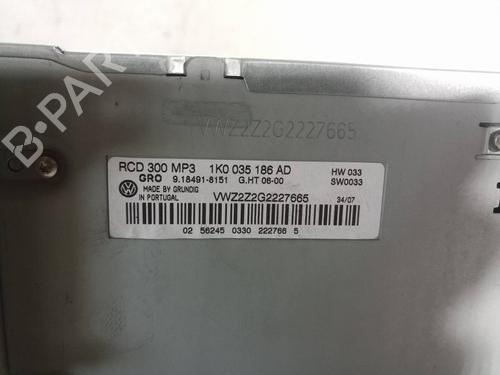 B-PARTS
VWZ2Z2G2227665
RCD 300 MP3 1K0 035 186 AD
HW 033
GRO 9.18491-8151 G.HT 06-00
SW0033
MADE BY GRUNDIG
IN PORTUGAL
VWZ2Z2G2227665
34/07
02 56245 0330 222766 5